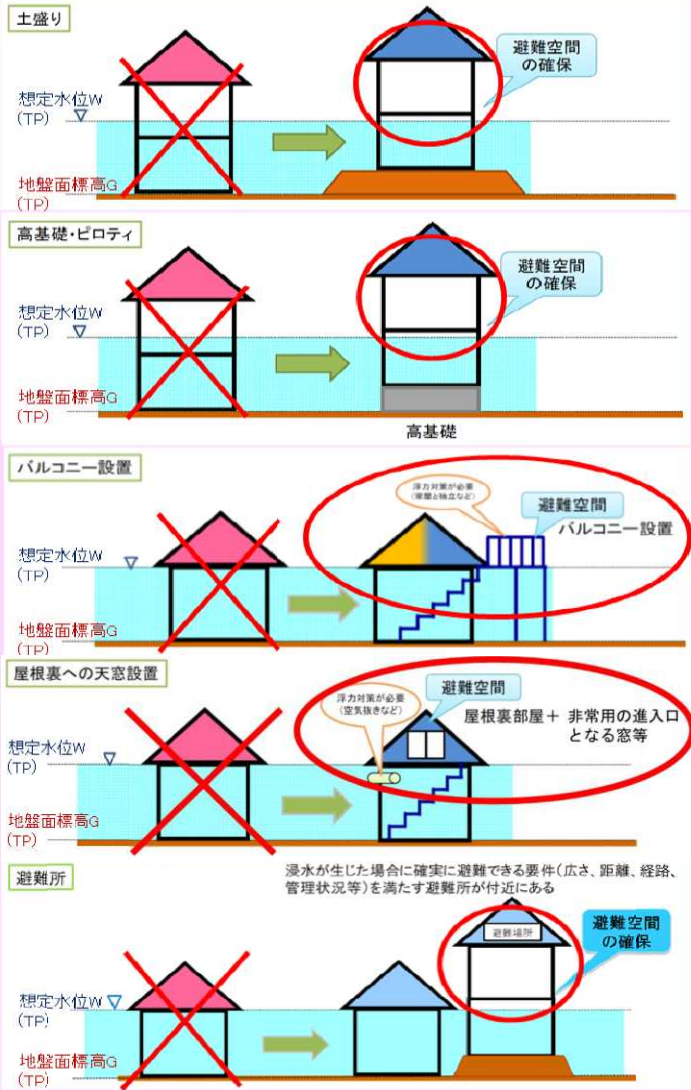 土盛り
避難空間
の確保
想定水位W
(TP)
地盤面標高G
(TP)
高基礎・ピロティ
避難空間
の確保
想定水位W
(TP)
地盤面標高G
(TP)
高基礎
バルコニー設置
浮力対策が必要
(家屋と独立など)
避難空間
バルコニー設置
想定水位W
(TP)
地盤面標高G
(TP)
屋根裏への天窓設置
浮力対策が必要
(空気抜きなど)
避難空間
屋根裏部屋+ 非常用の進入口
となる窓等
想定水位W
(TP)
地盤面標高G
(TP)
避難所
浸水が生じた場合に確実に避難できる要件(広さ、距離、経路、
管理状況等)を満たす避難所が付近にある
避難場所
避難空間
の確保
想定水位W
(TP)
地盤面標高G
(TP)